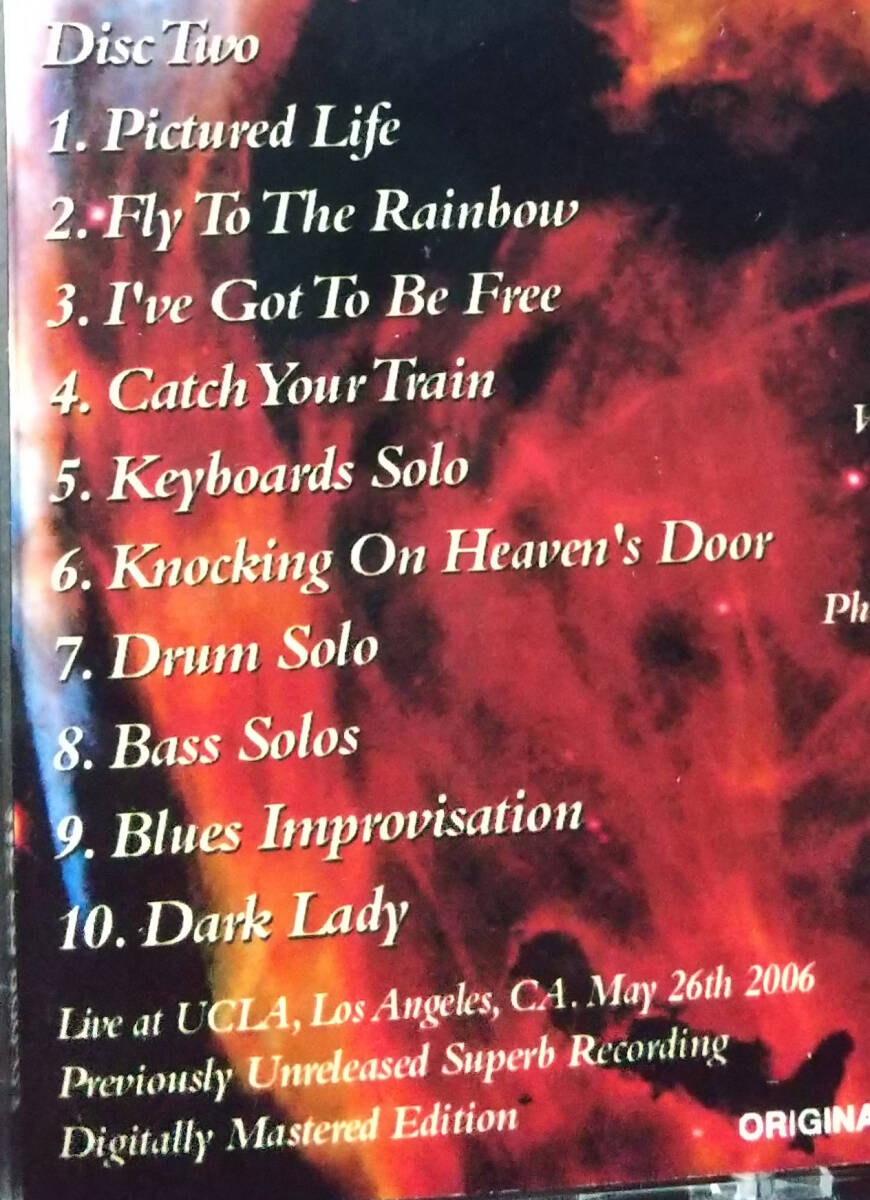 Disc Two
1. Pictured Life
2. Fly To The Rainbow
3. I've Got To Be Free
4. Catch Your Train
5. Keyboards Solo
6. Knocking On Heaven's Door
7. Drum Solo
8. Bass Solos
9. Blues Improvisation
10. Dark Lady
Live at UCLA, Los Angeles, CA. May 26th 2006
Previously Unreleased Superb Recording
Digitally Mastered Edition